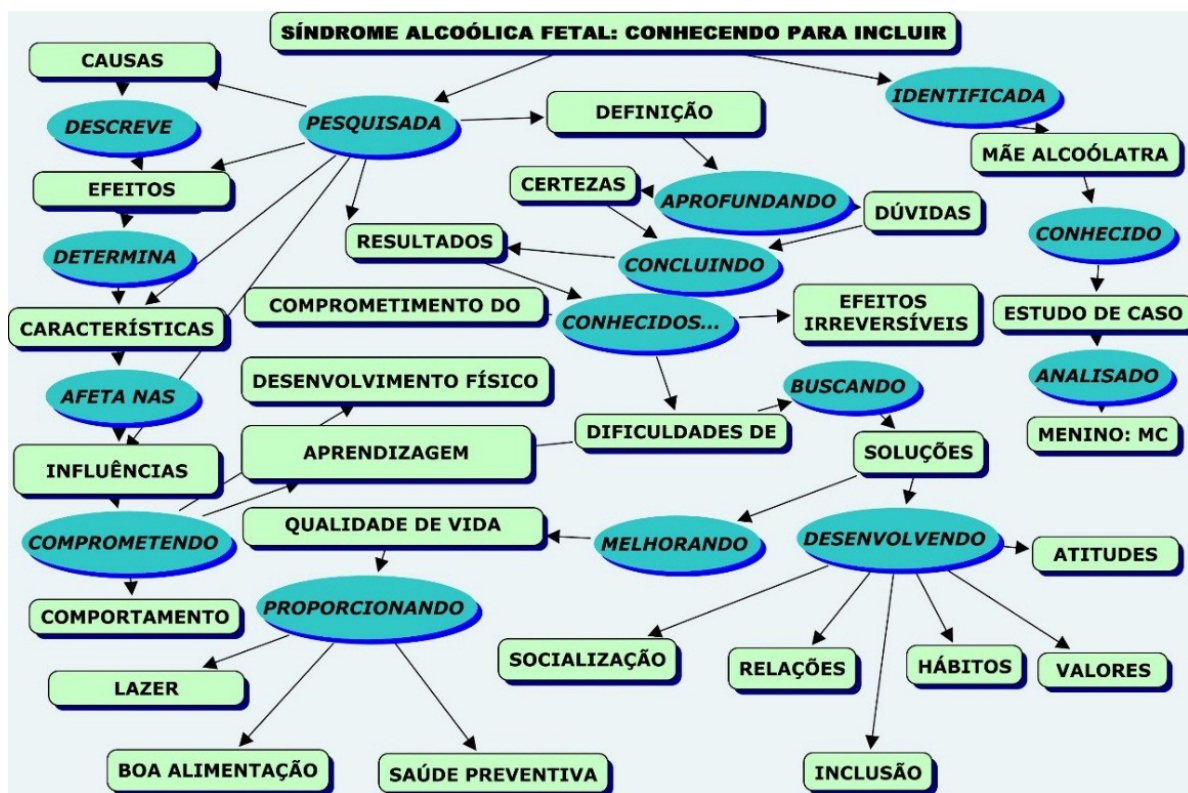 SÍNDROME ALCOÓLICA FETAL: CONHECENDO PARA INCLUIR
CAUSAS
IDENTIFICADA
DEFINIÇÃO
DESCREVE
PESQUISADA
MÃE ALCOÓLATRA
EFEITOS
CERTEZAS
APROFUNDANDO
DÚVIDAS
RESULTADOS
CONHECIDO
DETERMINA
CONCLUINDO
COMPROMETIMENTO DO
CONHECIDOS...
EFEITOS
IRREVERSÍVEIS
ESTUDO DE CASO
CARACTERÍSTICAS
DESENVOLVIMENTO FÍSICO
BUSCANDO
ANALISADO
AFETA NAS
DIFICULDADES DE
MENINO: MC
APRENDIZAGEM
SOLUÇÕES
INFLUÊNCIAS
QUALIDADE DE VIDA
COMPROMETENDO
MELHORANDO
DESENVOLVENDO
ATITUDES
COMPORTAMENTO
PROPORCIONANDO
SOCIALIZAÇÃO
RELAÇÕES
HÁBITOS
VALORES
LAZER
BOA ALIMENTAÇÃO
SAÚDE PREVENTIVA
INCLUSÃO